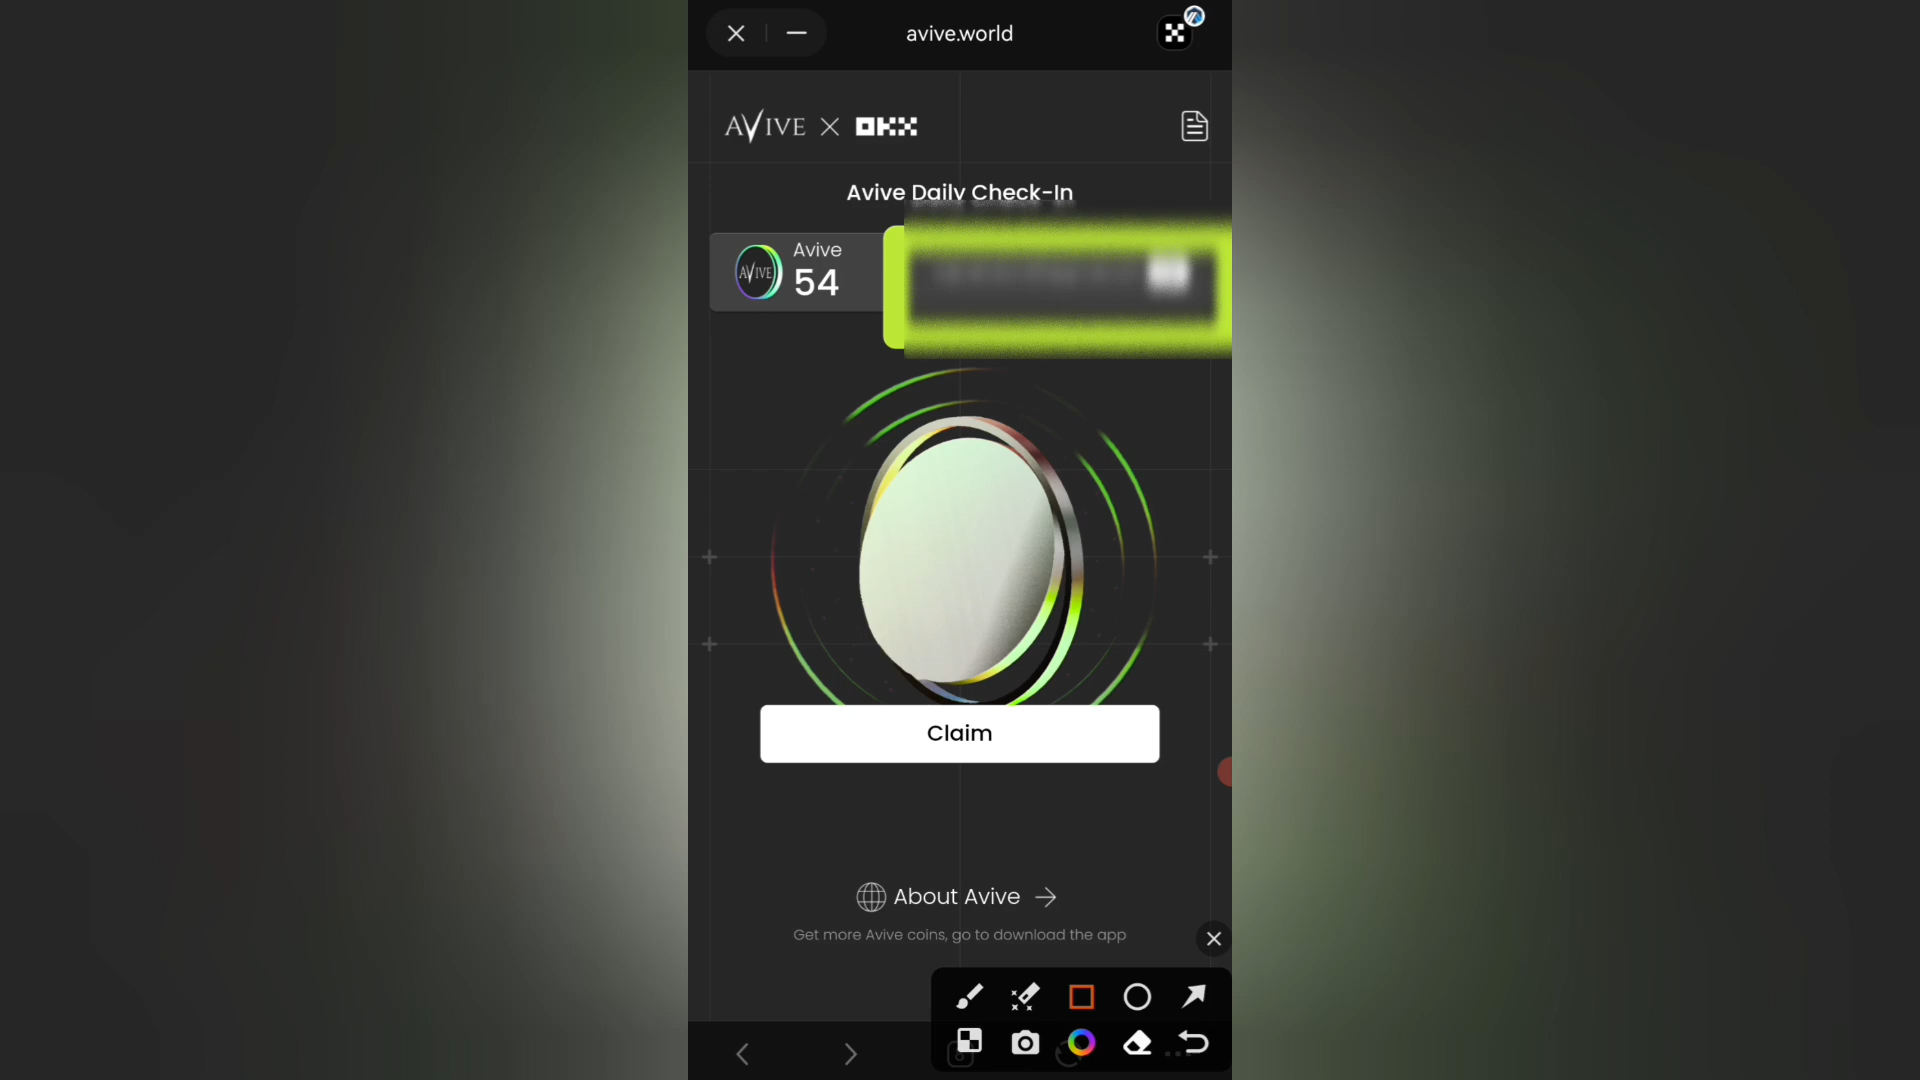 avive.world
AVIVE X OKX
Avive Daily Check-In
AVIVE
Avive
54
Claim
About Avive
Get more Avive coins, go to download the app